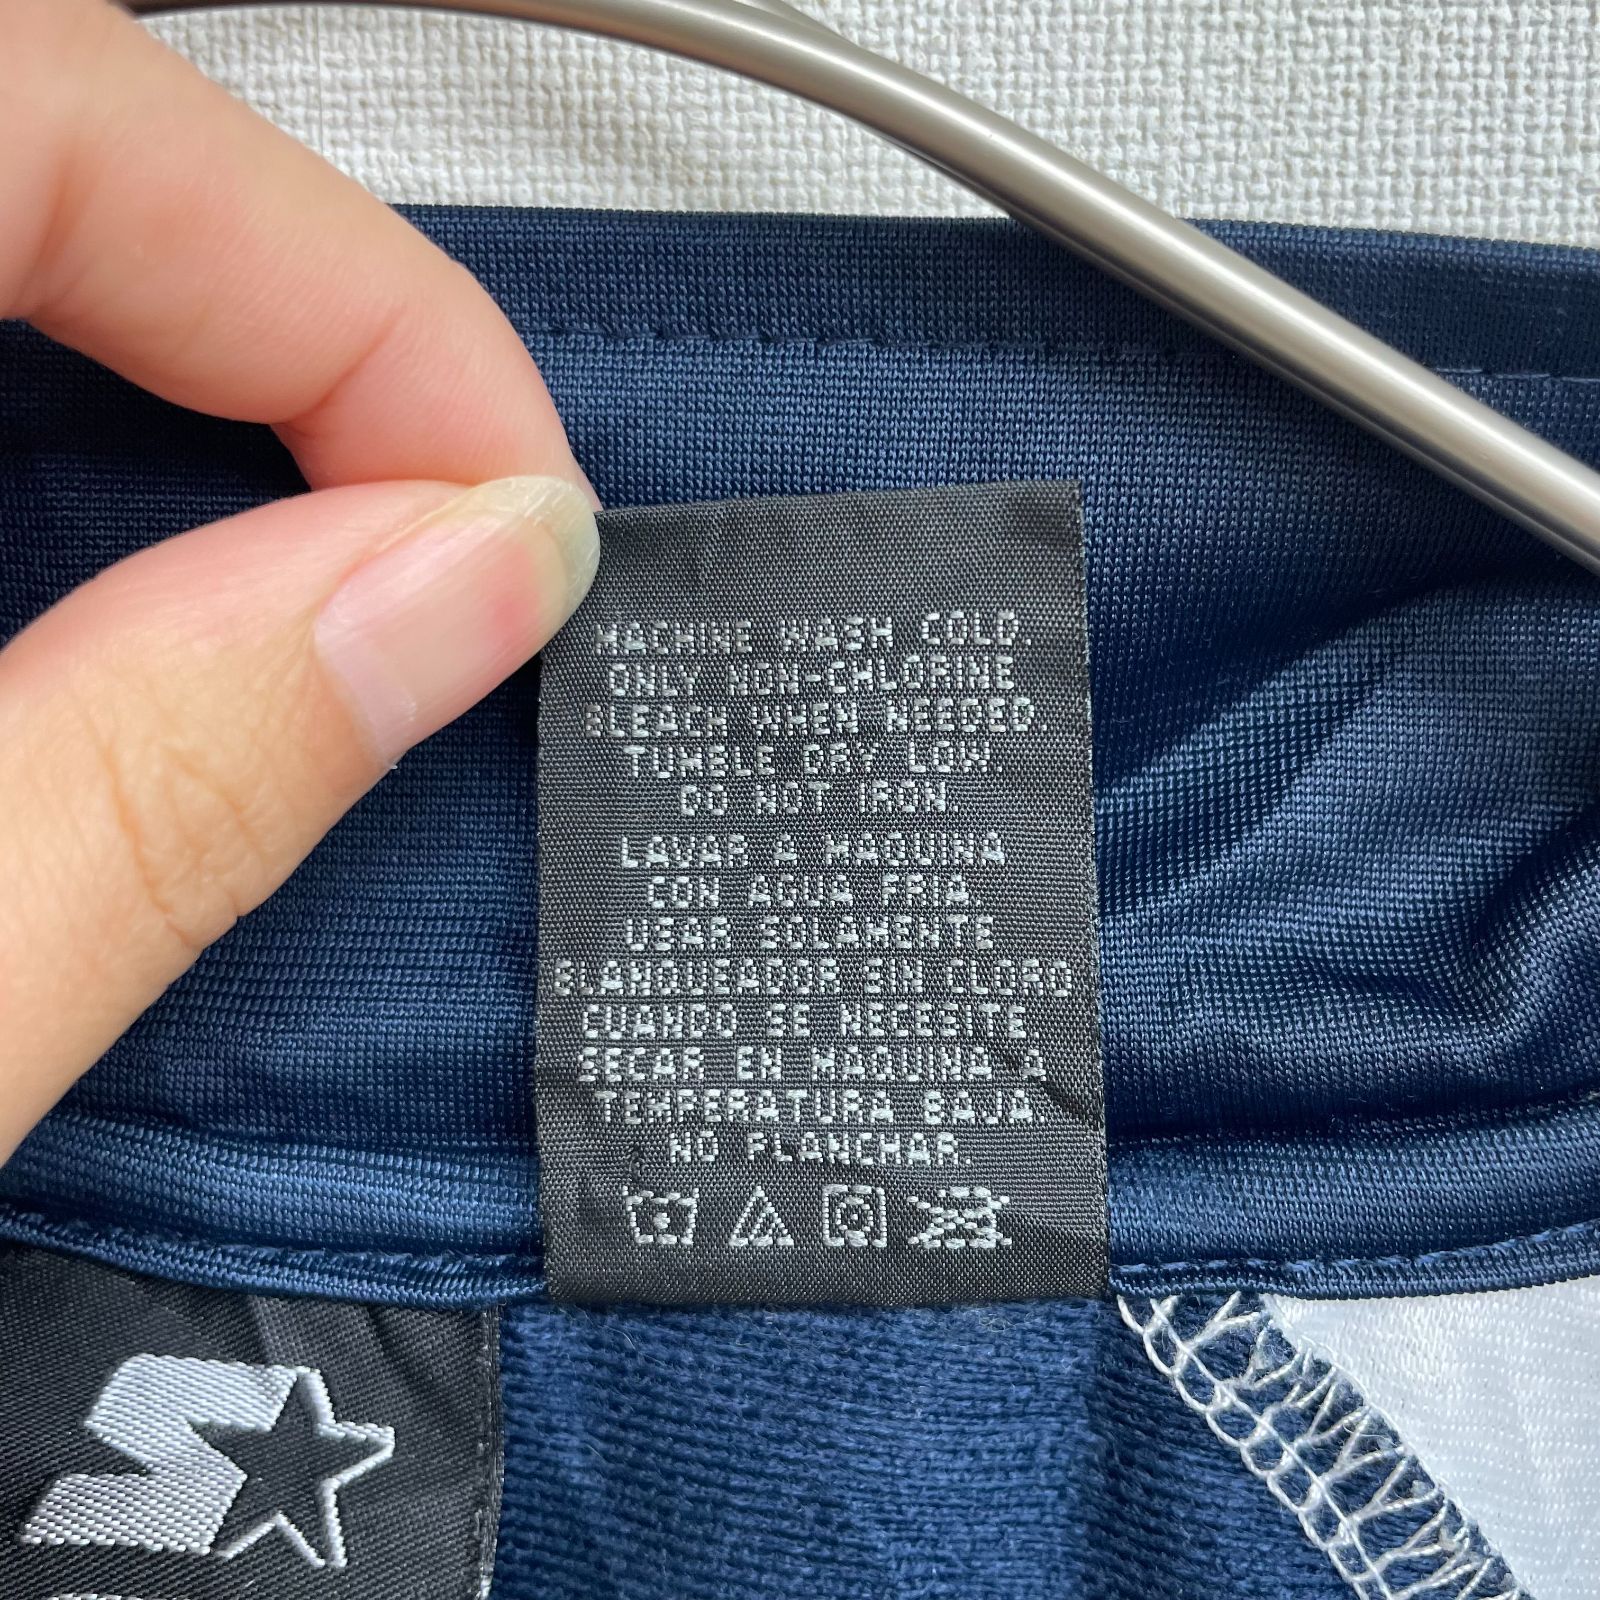 MACHINE WASH COLD.
ONLY NON-CHLORINE
BLEACH WHEN NEEDED
TUMBLE DRY LOW.
DO NOT IRON
LAVAR A MAQUINA
CON AGUA FRIA.
USAR SOLAMENTE
BLANQUEADOR SIN CLORO
CUANDO SE NECESITE
SECAR EN MAQUINA A
TEMPERATURA BAJA
NO PLANCHAR.